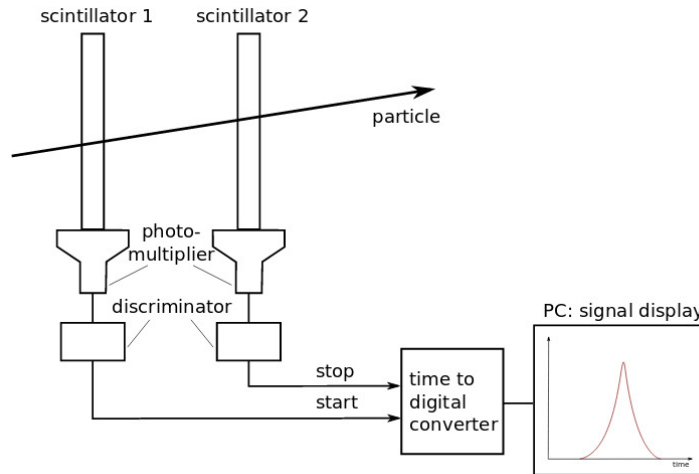 scintillator 1
scintillator 2
particle
photo-
multiplier
discriminator
PC: signal display
stop
start
time to
digital
converter
time